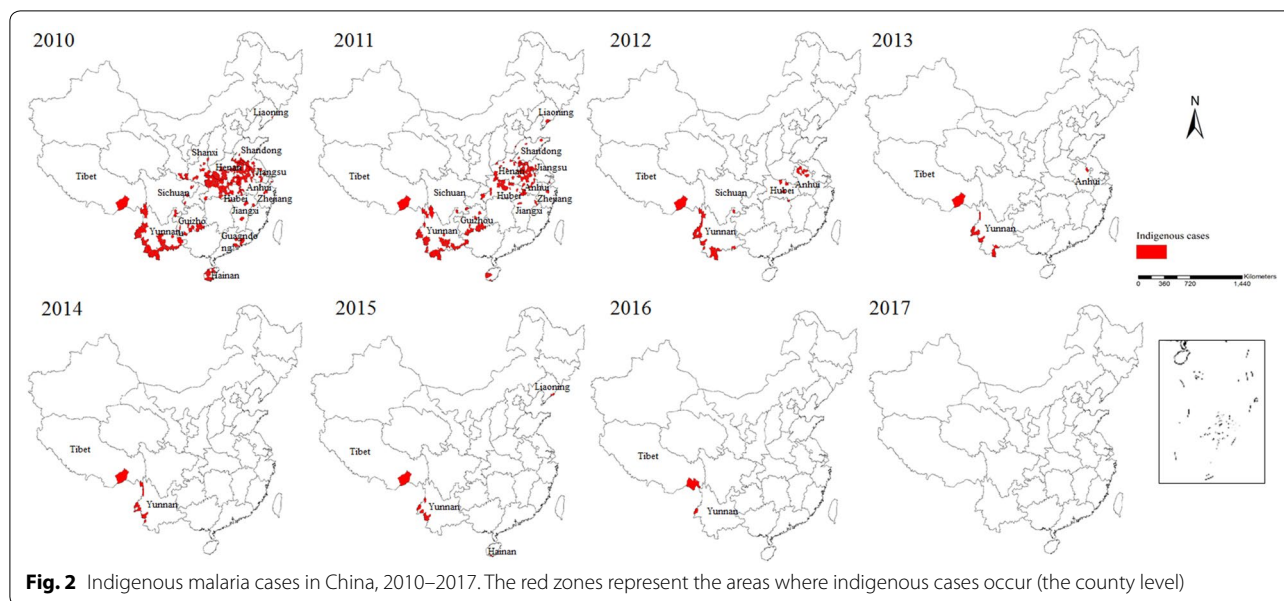 2010
Liaoning
Shanxi
Shandong
Henan
Jiangsu
Tibet
Sichuan
Anhui
Hubei
Zhejiang
Jiangxi
Guizho
Yunnan
Guagndo
ng
Hainan
2011
Liaoning
Shandong
Henan
Jiangsu
Tibet
Sichuan
Anhui
Hubei
Zhejiang
Jiangxi
Guizhou
Yunnan
2012
Tibet
Sichuan
Hubei
Anhui
Yunnan
2013
Tibet
Anhui
Yunnan
N
Indigenous cases
Kilometers
0 360 720 1,440
2014
Tibet
Yunnan
2015
Liaoning
Tibet
Yunnan
Hainan
2016
Tibet
Yunnan
2017
Fig. 2 Indigenous malaria cases in China, 2010–2017. The red zones represent the areas where indigenous cases occur (the county level)